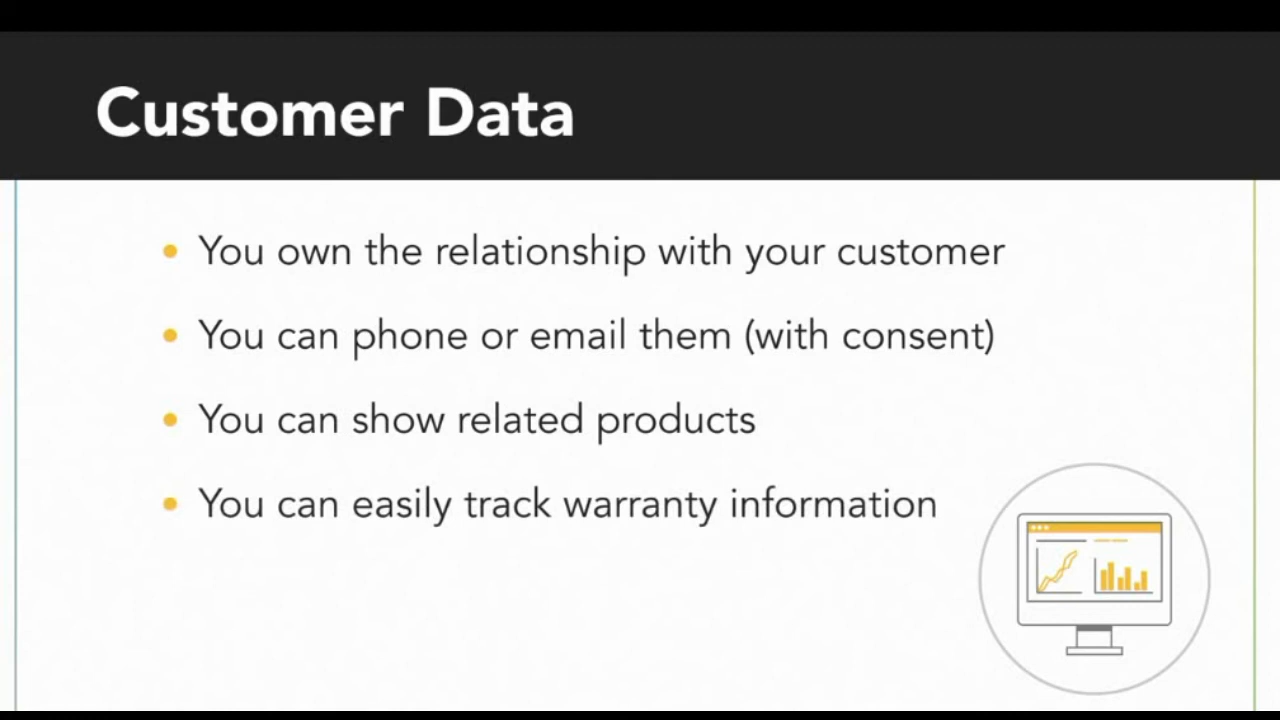 Customer Data
You own the relationship with your customer
You can phone or email them (with consent)
You can show related products
You can easily track warranty information